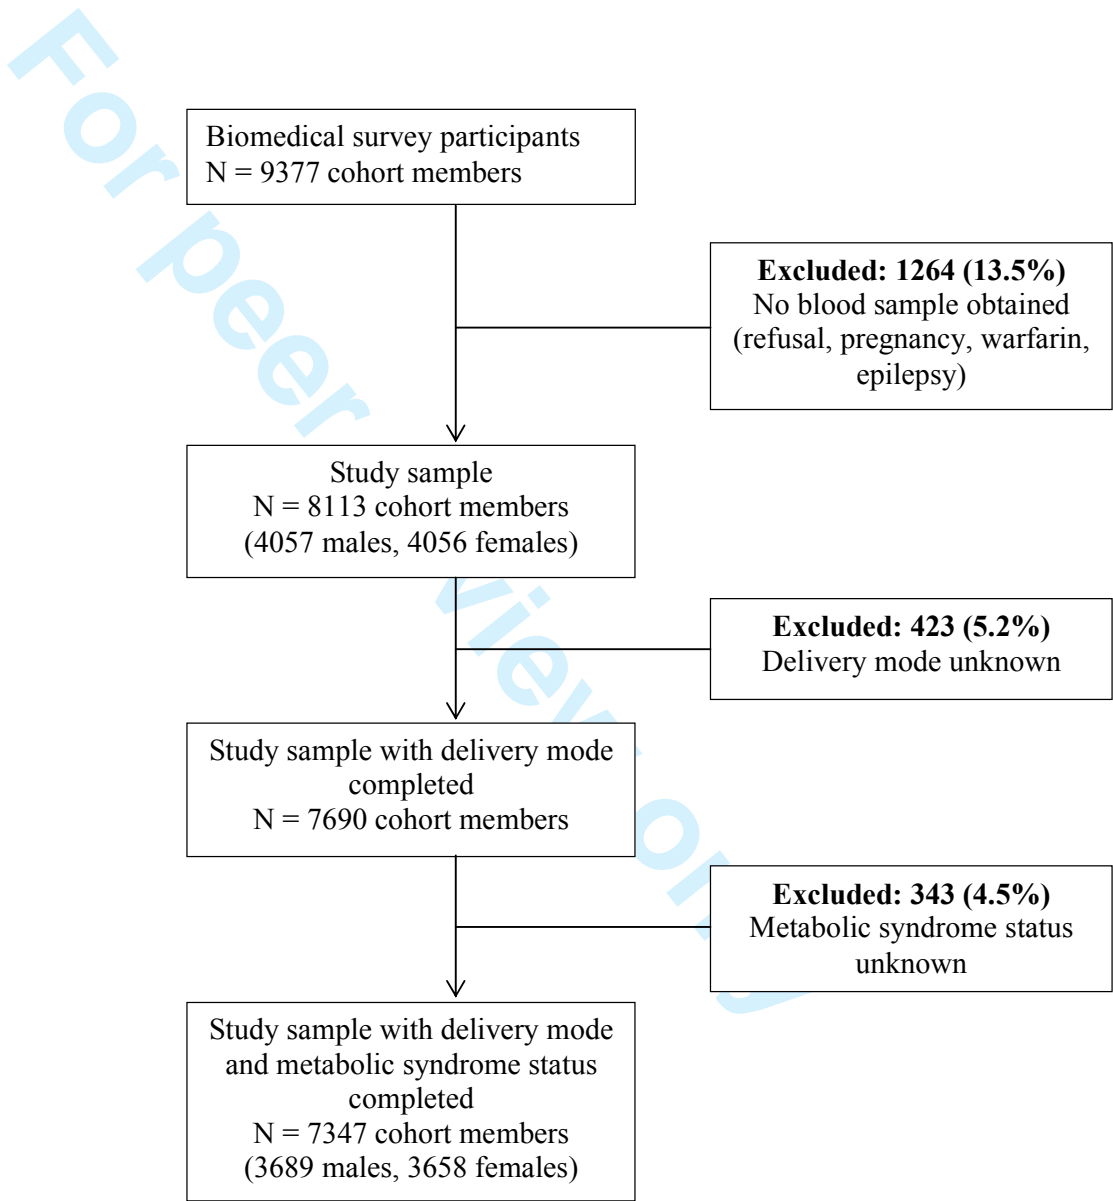 For peer review only
Biomedical survey participants
N = 9377 cohort members
Excluded: 1264 (13.5%)
No blood sample obtained
(refusal, pregnancy, warfarin,
epilepsy)
Study sample
N = 8113 cohort members
(4057 males, 4056 females)
Excluded: 423 (5.2%)
Delivery mode unknown
Study sample with delivery mode
completed
N = 7690 cohort members
Excluded: 343 (4.5%)
Metabolic syndrome status
unknown
Study sample with delivery mode
and metabolic syndrome status
completed
N = 7347 cohort members
(3689 males, 3658 females)